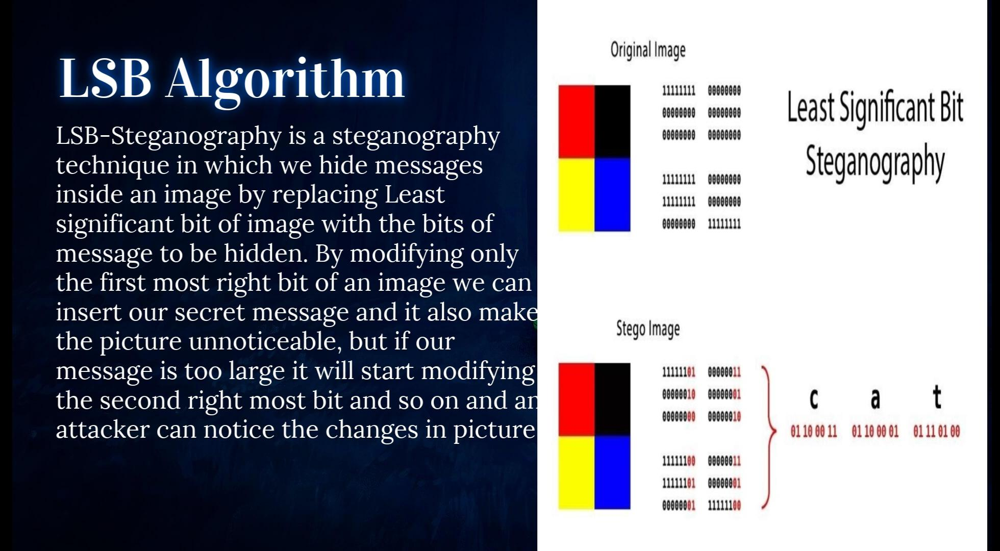 LSB Algorithm
LSB-Steganography is a steganography
technique in which we hide messages
inside an image by replacing Least
significant bit of image with the bits of
message to be hidden. By modifying only
the first most right bit of an image we can
insert our secret message and it also make
the picture unnoticeable, but if our
message is too large it will start modifying
the second right most bit and so on and an
attacker can notice the changes in picture
Original Image
11111111 00000000
00000000 00000000
00000000 00000000
11111111 00000000
11111111 00000000
00000000 11111111
Least Significant Bit
Steganography
Stego Image
11111101 00000011
00000010 00000001
00000000 00000010
11111100 00000011
11111101 00000001
00000001 11111100
c a t
01 10 00 11 01 10 00 01 01 11 01 00